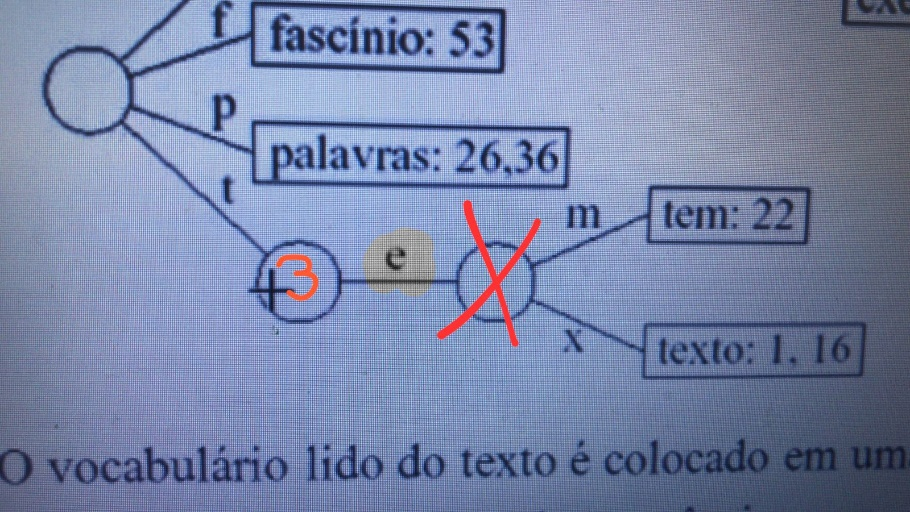 f
fascínio: 53
p
palavras: 26,36
t
m
tem: 22
3
e
x
texto: 1, 16
O vocabulário lido do texto é colocado em um